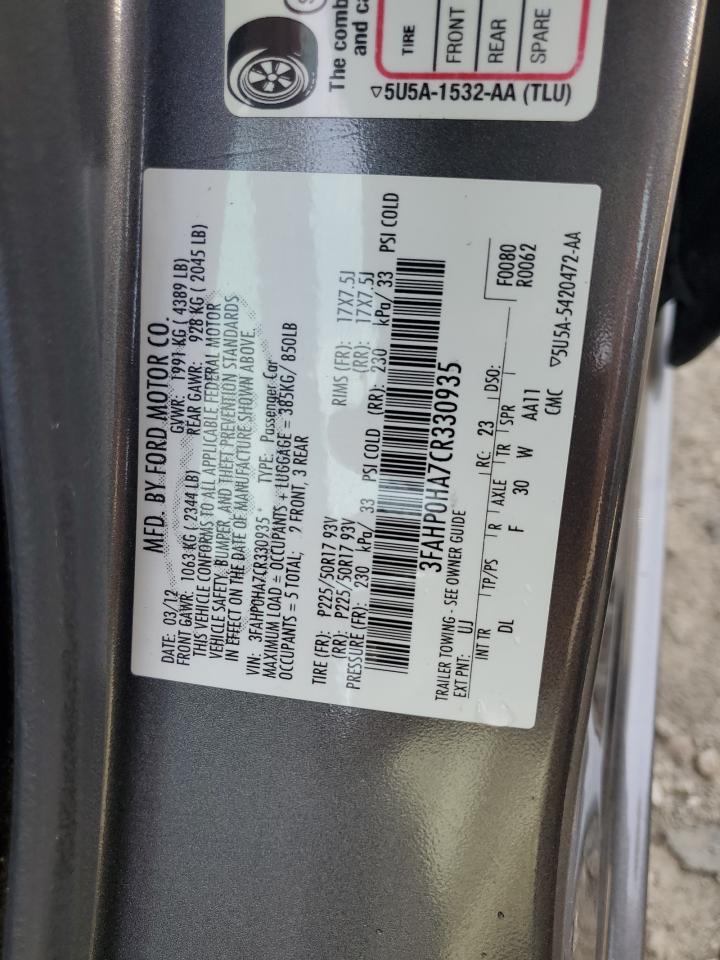 The comb
and ca
TIRE
FRONT
REAR
SPARE
5U5A-1532-AA (TLU)
MFD. BY FORD MOTOR CO.
DATE: 03/12 GVWR: 1991 KG ( 4389 LB)
FRONT GAWR: 1063 KG ( 2344 LB) REAR GAWR: 928 KG ( 2045 LB)
THIS VEHICLE CONFORMS TO ALL APPLICABLE FEDERAL MOTOR
VEHICLE SAFETY, BUMPER, AND THEFT PREVENTION STANDARDS
IN EFFECT ON THE DATE OF MANUFACTURE SHOWN ABOVE.
VIN: 3FAHP0HA7CR330935* TYPE: Passenger Car
MAXIMUM LOAD = OCCUPANTS + LUGGAGE = 385KG/ 850LB
OCCUPANTS = 5 TOTAL; 2 FRONT, 3 REAR
TIRE (FR): P225/50R17 93V RIMS (FR): 17X7.5J
(RR): P225/50R17 93V (RR): 17X7.5J
PRESSURE (FR): 230 kPa/ 33 PSI COLD (RR): 230 kPa/ 33 PSI COLD
3FAHP0HA7CR330935
TRAILER TOWING - SEE OWNER GUIDE
EXT PNT: UJ RC: 23 DSO: F0080
R0062
INT TR TP/PS R AXLE TR SPR
DL F 30 W AA11
CMC 5U5A-5420472-AA